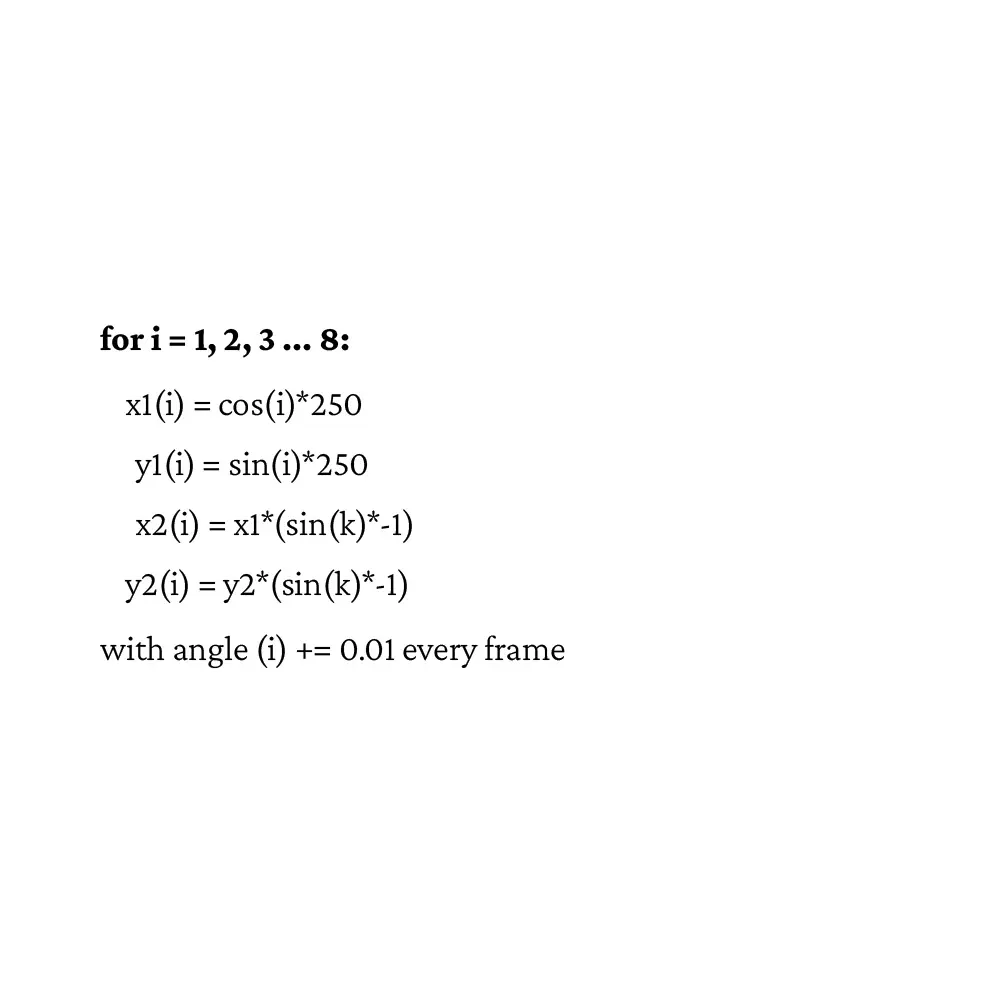 for i = 1, 2, 3 ... 8:
x1(i) = cos(i)*250
y1(i) = sin(i)*250
x2(i) = x1*(sin(k)*-1)
y2(i) = y2*(sin(k)*-1)
with angle (i) += 0.01 every frame